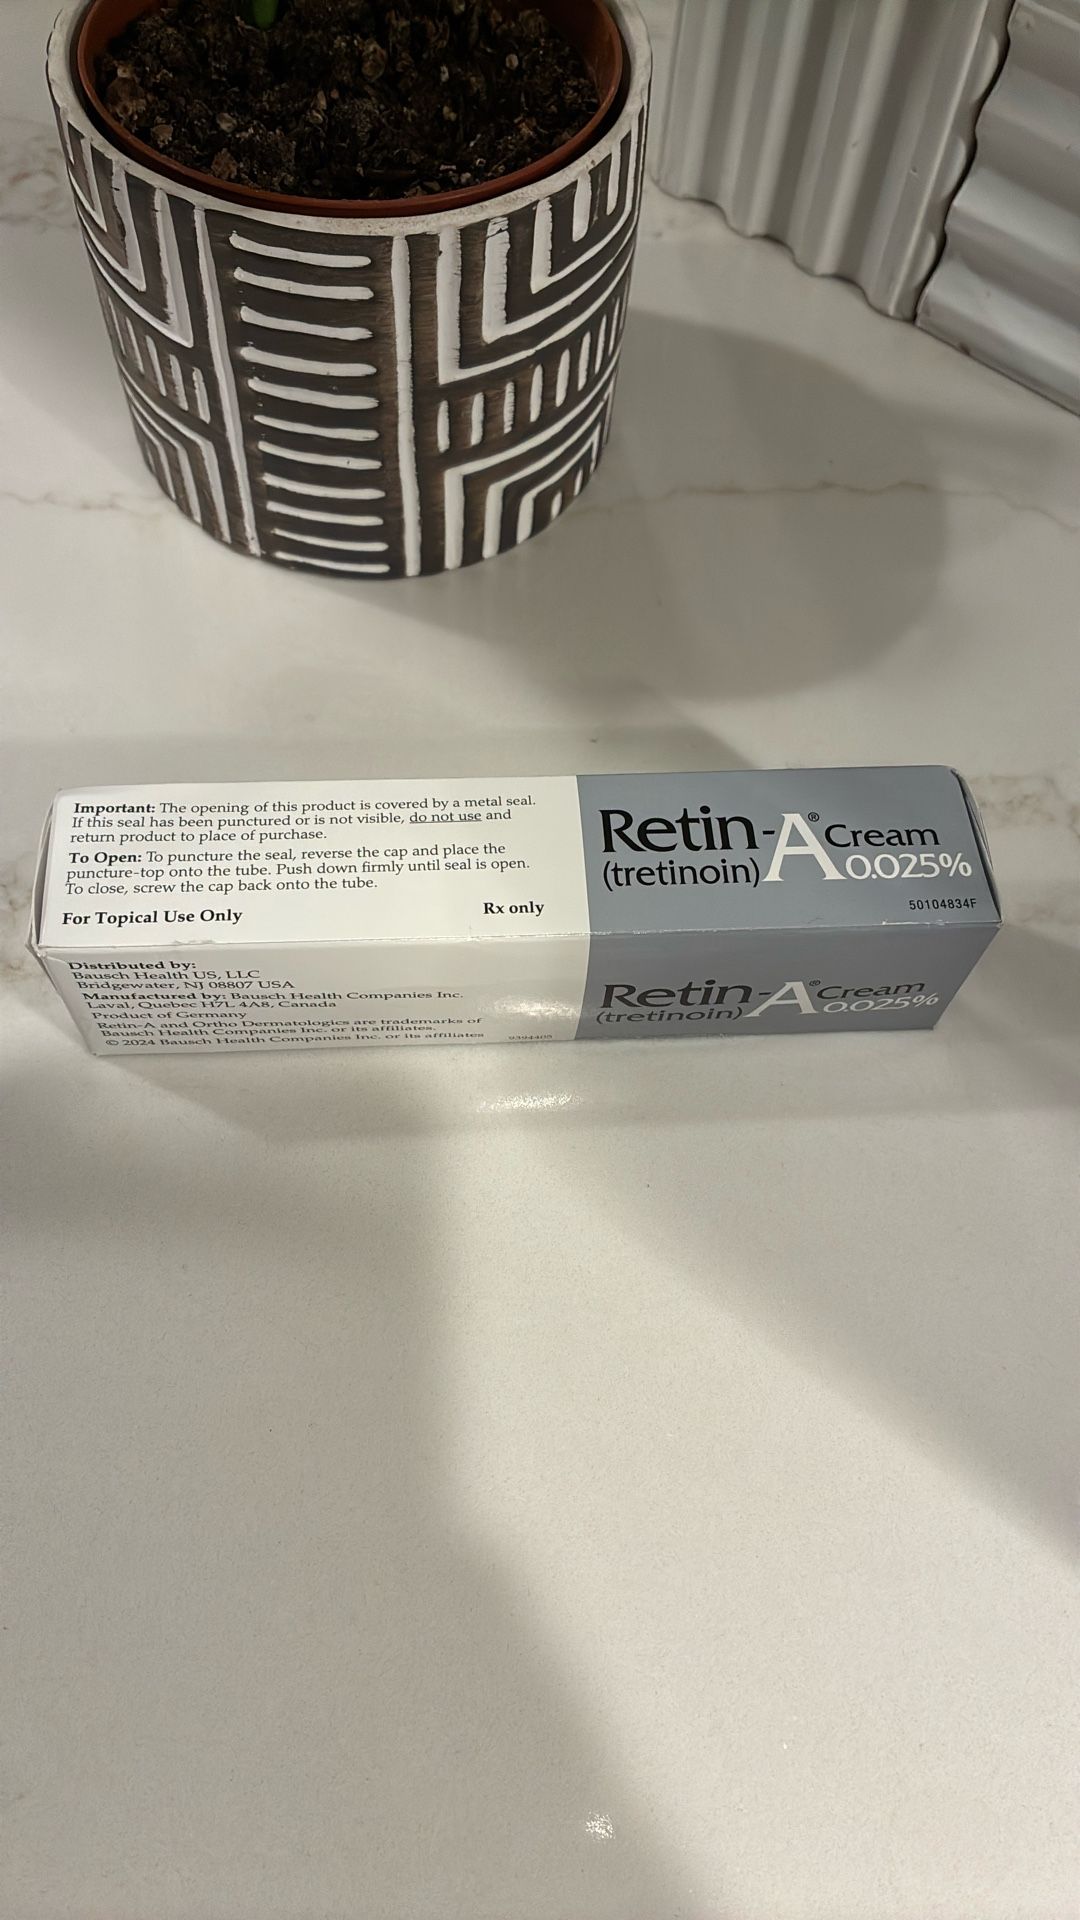 Important: The opening of this product is covered by a metal seal.
If this seal has been punctured or is not visible, do not use and
return product to place of purchase.
To Open: To puncture the seal, reverse the cap and place the
puncture-top onto the tube. Push down firmly until seal is open.
To close, screw the cap back onto the tube.
For Topical Use Only
Rx only
Retin-A® Cream
(tretinoin) 0.025%
50104834F
Distributed by:
Bausch Health US, LLC
Bridgewater, NJ 08807 USA
Manufactured by: Bausch Health Companies Inc.
Laval, Quebec H7L 4A8, Canada
Product of Germany
Retin-A and Ortho Dermatologics are trademarks of
Bausch Health Companies Inc. or its affiliates.
© 2024 Bausch Health Companies Inc. or its affiliates
Retin-A® Cream
(tretinoin) 0.025%